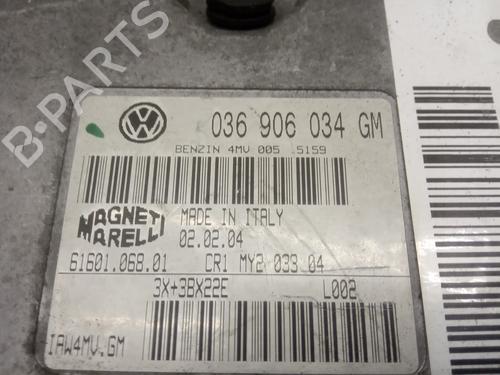 036 906 034 GM
BENZIN 4MV 005 .5159
MAGNETI MARELLI
MADE IN ITALY
02.02.04
61601.068.01 CR1 MY2 033 04
3X+3BX22E L002
IAW4MV.GM
B-PARTS